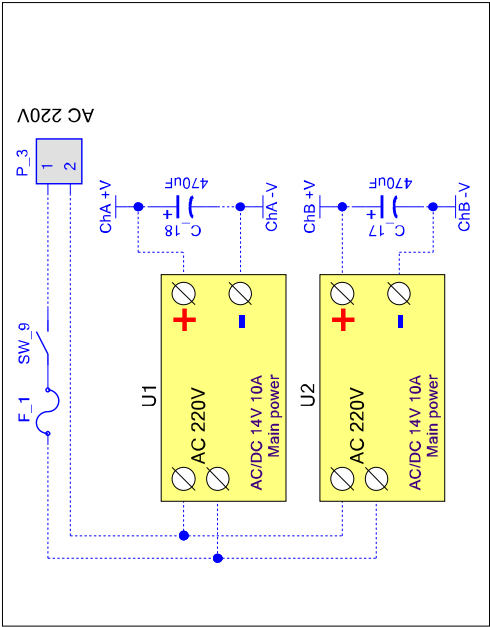 AC 220V
P_3
1
2
ChA +V
470uF
C_18
+
ChA -V
ChB +V
470uF
C_17
+
ChB -V
SW_9
F_1
U1
+
-
AC 220V
AC/DC 14V 10A
Main power
U2
+
-
AC 220V
AC/DC 14V 10A
Main power